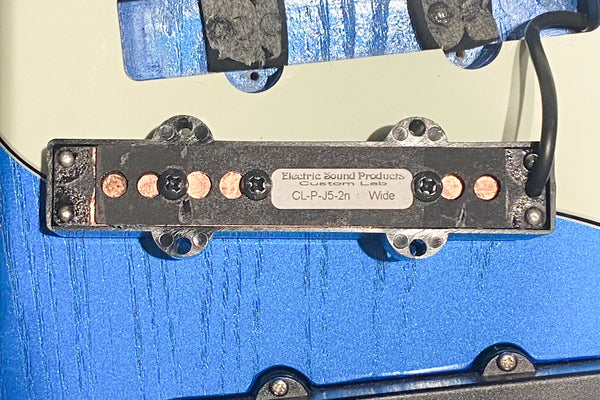 Electric Sound Products
Custom Lab
CL-P-J5-2n Wide